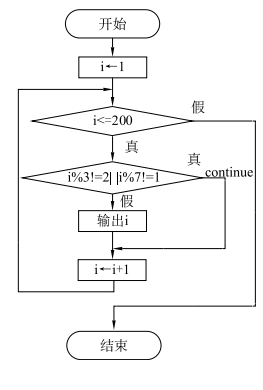 开始
i←1
i<=200
假
真
i%3!=2| |i%7!=1
真
continue
假
输出i
i←i+1
结束